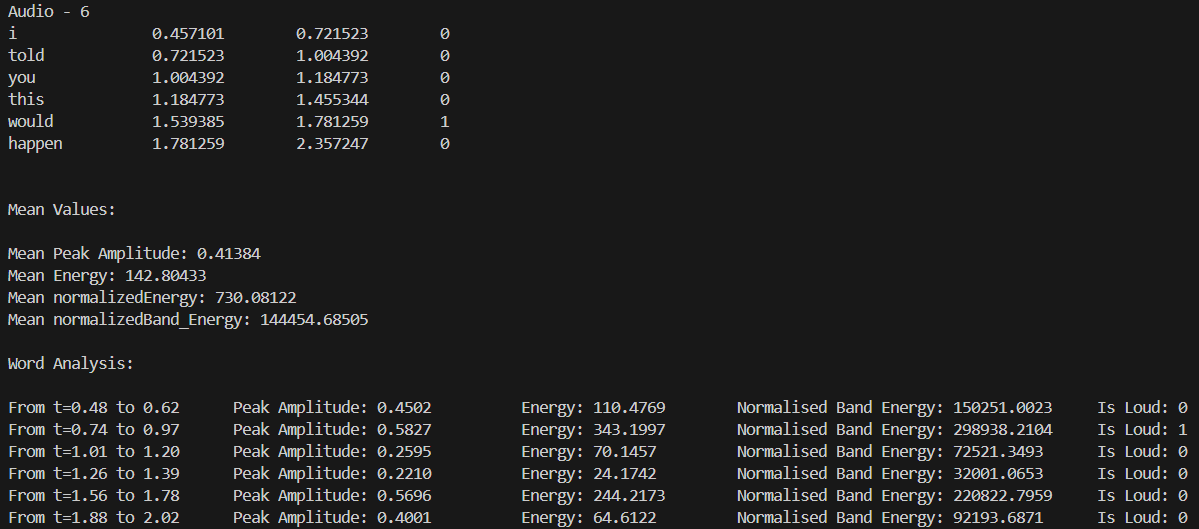 Audio - 6
i 0.457101 0.721523 0
told 0.721523 1.004392 0
you 1.004392 1.184773 0
this 1.184773 1.455344 0
would 1.539385 1.781259 1
happen 1.781259 2.357247 0
Mean Values:
Mean Peak Amplitude: 0.41384
Mean Energy: 142.80433
Mean normalizedEnergy: 730.08122
Mean normalizedBand_Energy: 144454.68505
Word Analysis:
From t=0.48 to 0.62 Peak Amplitude: 0.4502 Energy: 110.4769 Normalised Band Energy: 150251.0023 Is Loud: 0
From t=0.74 to 0.97 Peak Amplitude: 0.5827 Energy: 343.1997 Normalised Band Energy: 298938.2104 Is Loud: 1
From t=1.01 to 1.20 Peak Amplitude: 0.2595 Energy: 70.1457 Normalised Band Energy: 72521.3493 Is Loud: 0
From t=1.26 to 1.39 Peak Amplitude: 0.2210 Energy: 24.1742 Normalised Band Energy: 32001.0653 Is Loud: 0
From t=1.56 to 1.78 Peak Amplitude: 0.5696 Energy: 244.2173 Normalised Band Energy: 220822.7959 Is Loud: 0
From t=1.88 to 2.02 Peak Amplitude: 0.4001 Energy: 64.6122 Normalised Band Energy: 92193.6871 Is Loud: 0